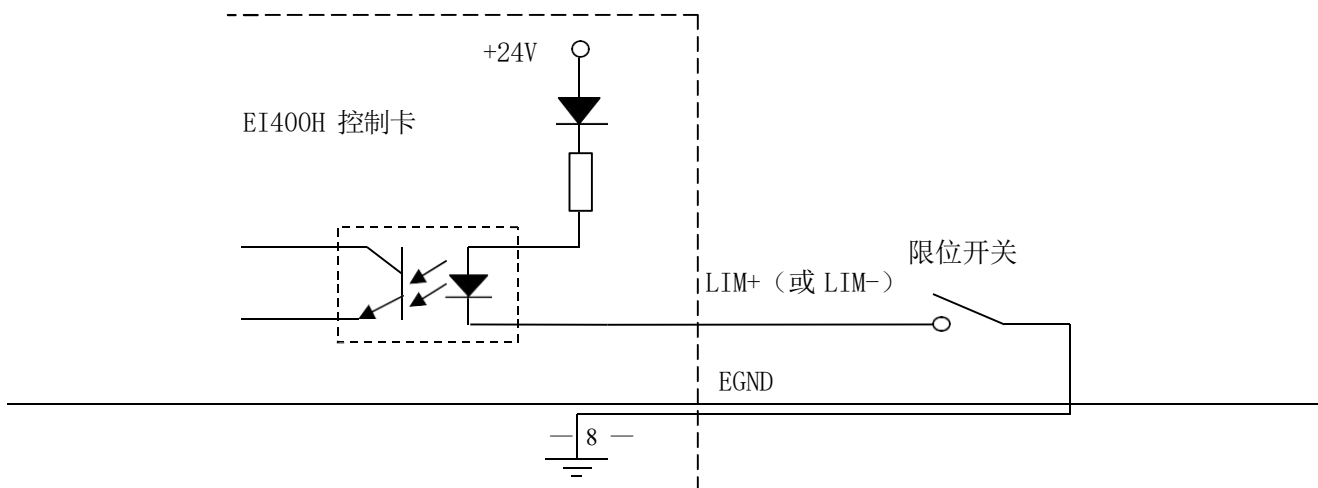 +24V
EI400H 控制卡
限位开关
LIM+（或 LIM-）
EGND
— 8 —